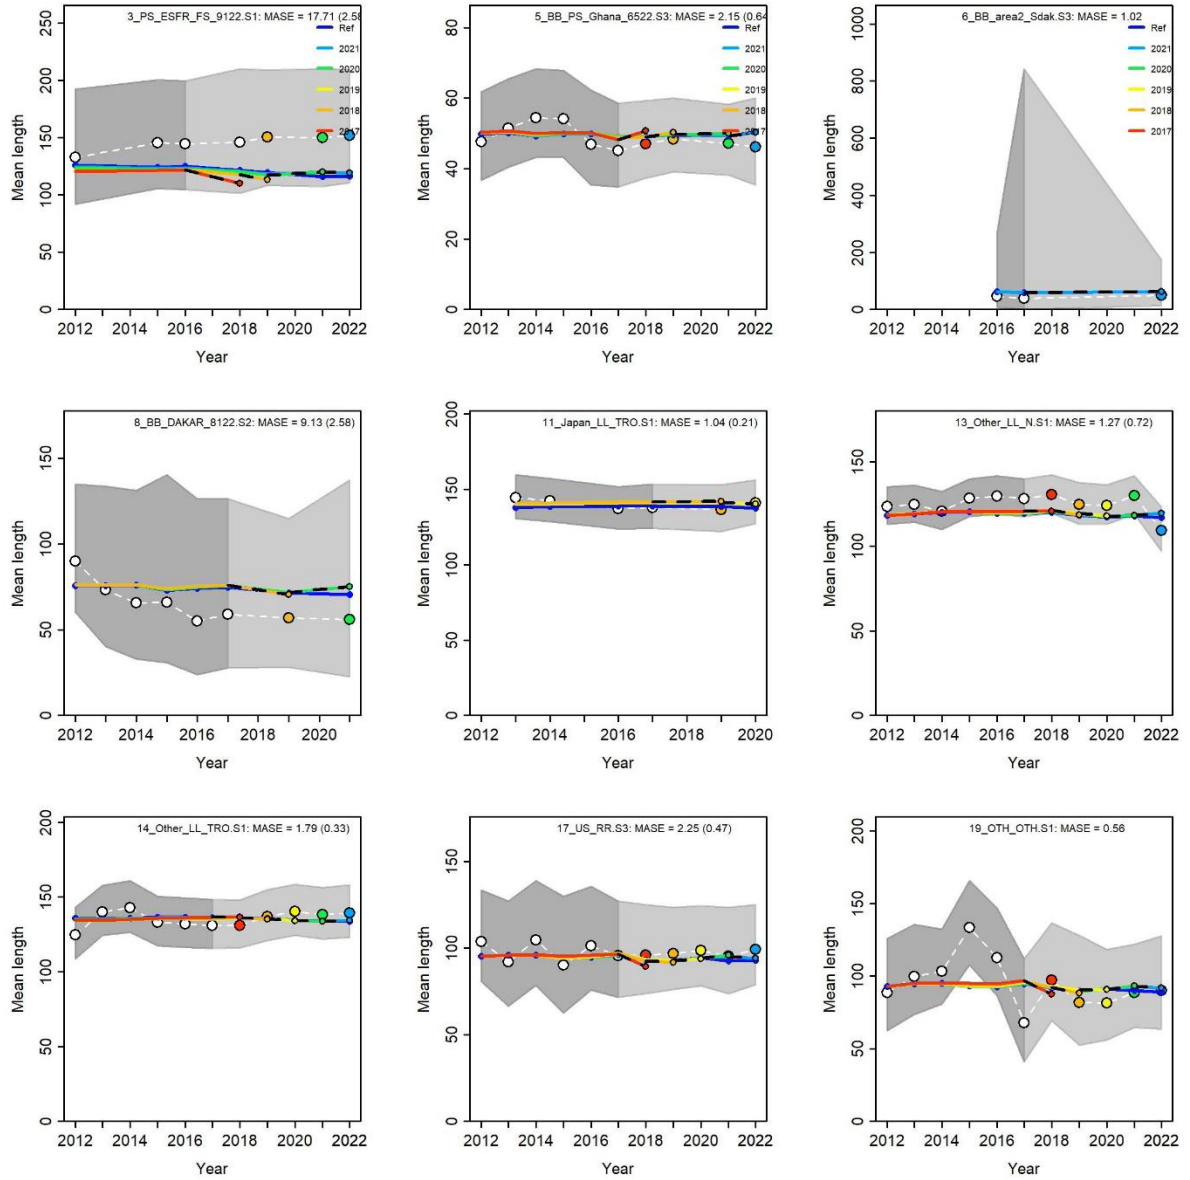 3_PS_ESFR_FS_9122.S1: MASE = 17.71 (2.58
Ref
2021
2020
2019
2018
2017
250
200
150
100
50
0
Mean length
2012 2014 2016 2018 2020 2022
Year
5_BB_PS_Ghana_6522.S3: MASE = 2.15 (0.64
Ref
2021
2020
2019
2018
2017
80
60
40
20
0
Mean length
2012 2014 2016 2018 2020 2022
Year
6_BB_area2_Sdak.S3: MASE = 1.02
Ref
2021
2020
2019
2018
2017
1000
800
600
400
200
0
Mean length
2012 2014 2016 2018 2020 2022
Year
8_BB_DAKAR_8122.S2: MASE = 9.13 (2.58)
150
100
50
0
Mean length
2012 2014 2016 2018 2020
Year
11_Japan_LL_TRO.S1: MASE = 1.04 (0.21)
200
150
100
50
0
Mean length
2012 2014 2016 2018 2020
Year
13_Other_LL_N.S1: MASE = 1.27 (0.72)
150
100
50
0
Mean length
2012 2014 2016 2018 2020 2022
Year
14_Other_LL_TRO.S1: MASE = 1.79 (0.33)
200
150
100
50
0
Mean length
2012 2014 2016 2018 2020 2022
Year
17_US_RR.S3: MASE = 2.25 (0.47)
150
100
50
0
Mean length
2012 2014 2016 2018 2020 2022
Year
19_OTH_OTH.S1: MASE = 0.56
200
150
100
50
0
Mean length
2012 2014 2016 2018 2020 2022
Year